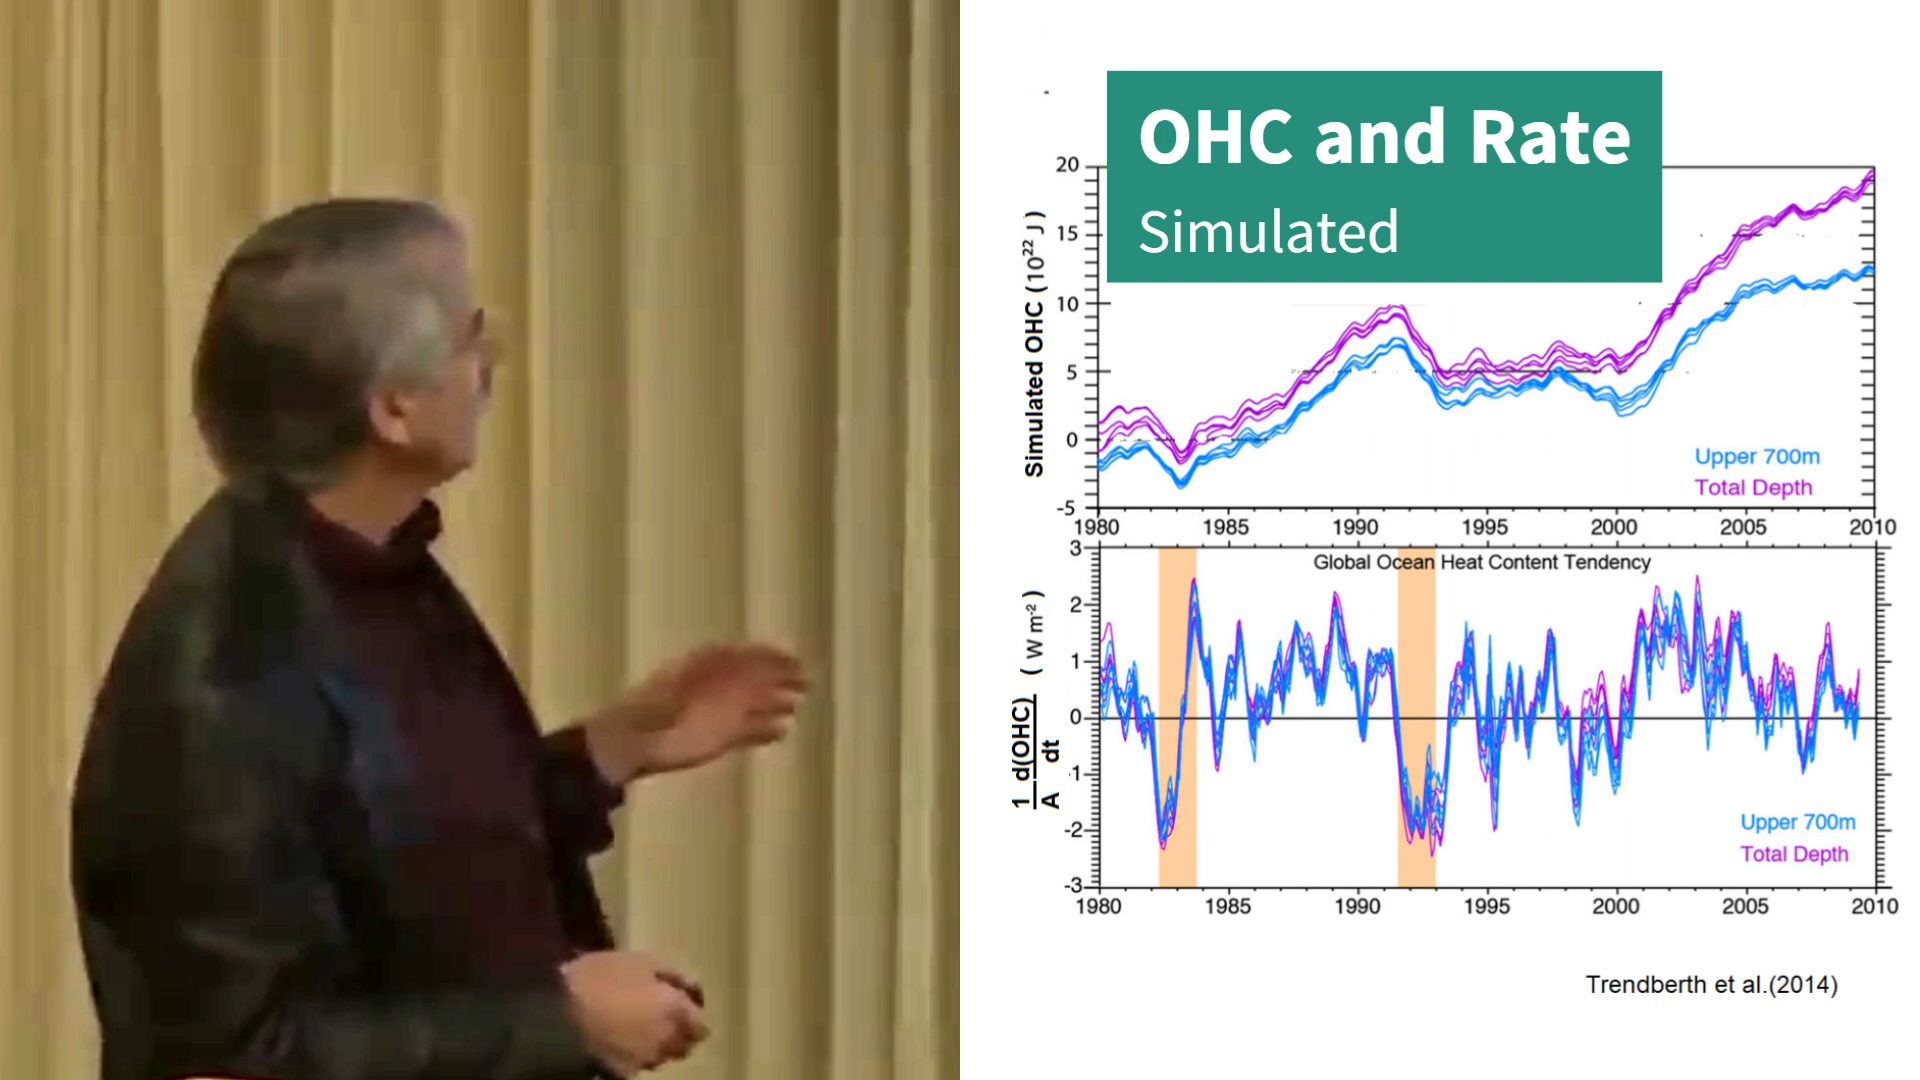 OHC and Rate
Simulated
20
15
10
5
0
-5
Simulated OHC (10²² J)
Upper 700m
Total Depth
1980 1985 1990 1995 2000 2005 2010
Global Ocean Heat Content Tendency
3
2
1
0
-1
-2
-3
1 d(OHC) ( W m⁻² )
A dt
Upper 700m
Total Depth
1980 1985 1990 1995 2000 2005 2010
Trendberth et al.(2014)